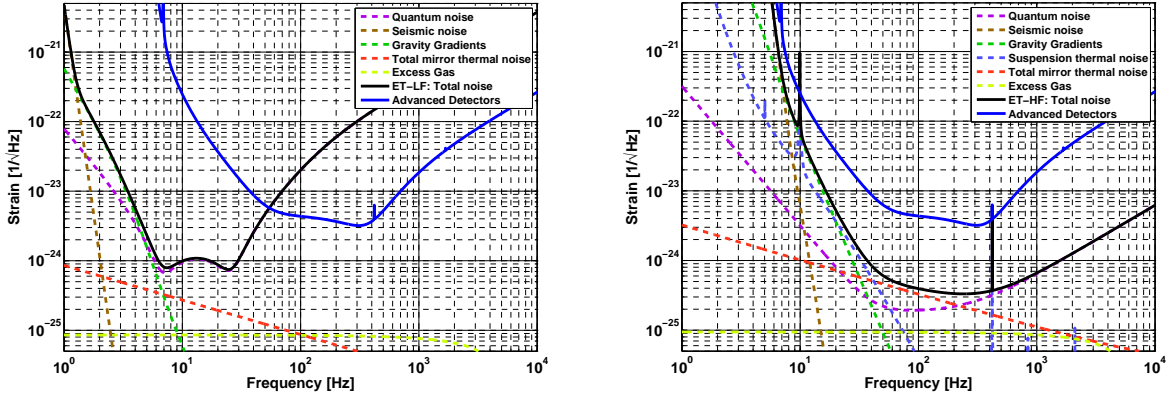 Quantum noise
Seismic noise
Gravity Gradients
Total mirror thermal noise
Excess Gas
ET−LF: Total noise
Advanced Detectors
10^-21
10^-22
10^-23
10^-24
10^-25
Strain [1/√Hz]
10^0
10^1
10^2
10^3
10^4
Frequency [Hz]
Quantum noise
Seismic noise
Gravity Gradients
Suspension thermal noise
Total mirror thermal noise
Excess Gas
ET−HF: Total noise
Advanced Detectors
10^-21
10^-22
10^-23
10^-24
10^-25
Strain [1/√Hz]
10^0
10^1
10^2
10^3
10^4
Frequency [Hz]